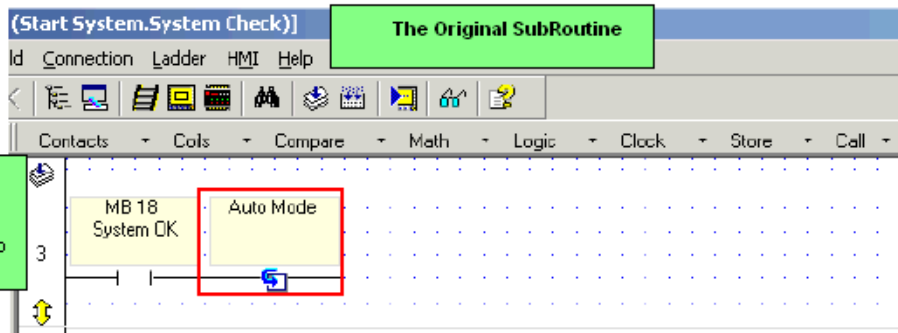 (Start System.System Check)]
The Original SubRoutine
ld Connection Ladder HMI Help
Contacts Coils Compare Math Logic Clock Store Call
MB 18
System OK
Auto Mode
3